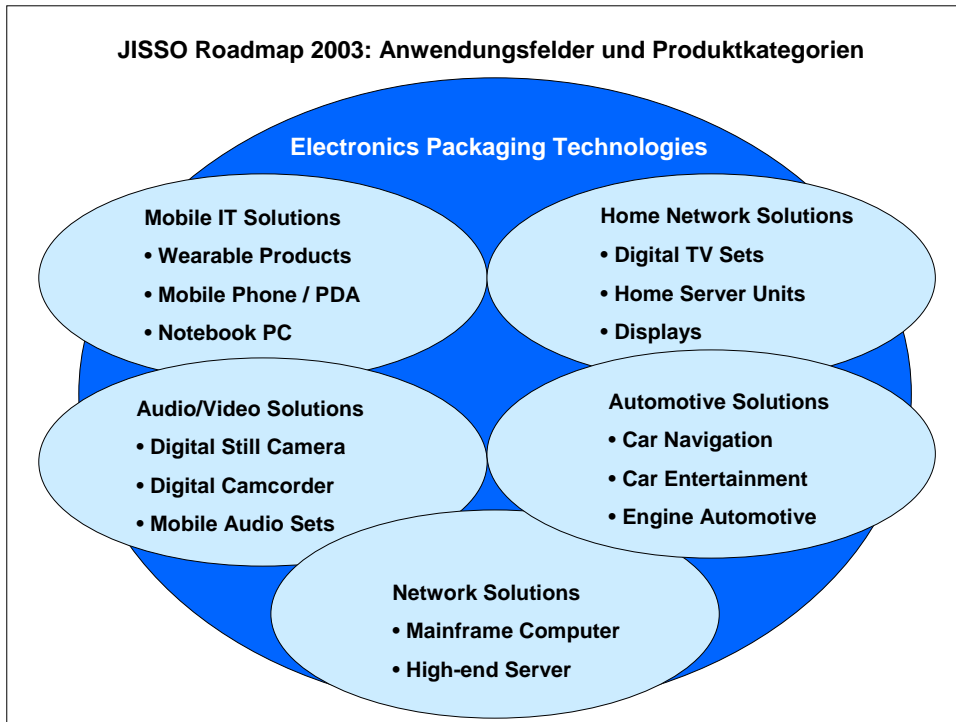 JISSO Roadmap 2003: Anwendungsfelder und Produktkategorien
Electronics Packaging Technologies
Mobile IT Solutions
• Wearable Products
• Mobile Phone / PDA
• Notebook PC
Home Network Solutions
• Digital TV Sets
• Home Server Units
• Displays
Audio/Video Solutions
• Digital Still Camera
• Digital Camcorder
• Mobile Audio Sets
Automotive Solutions
• Car Navigation
• Car Entertainment
• Engine Automotive
Network Solutions
• Mainframe Computer
• High-end Server